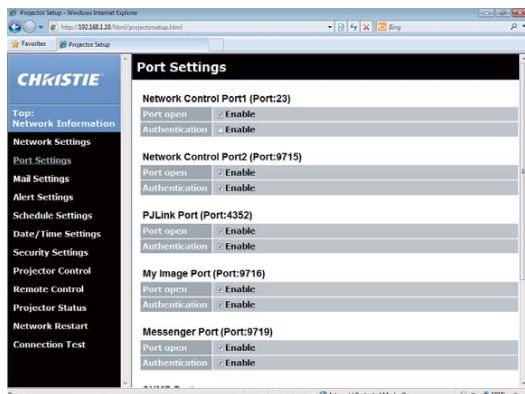 Projector Setup - Windows Internet Explorer
http://192.168.1.10/html/projectorsetup.html
Bing
Favorites
Projector Setup
CHRISTIE
Top:
Network Information
Network Settings
Port Settings
Mail Settings
Alert Settings
Schedule Settings
Date/Time Settings
Security Settings
Projector Control
Remote Control
Projector Status
Network Restart
Connection Test
Port Settings
Network Control Port1 (Port:23)
Port open Enable
Authentication Enable
Network Control Port2 (Port:9715)
Port open Enable
Authentication Enable
PJLink Port (Port:4352)
Port open Enable
Authentication Enable
My Image Port (Port:9716)
Port open Enable
Authentication Enable
Messenger Port (Port:9719)
Port open Enable
Authentication Enable